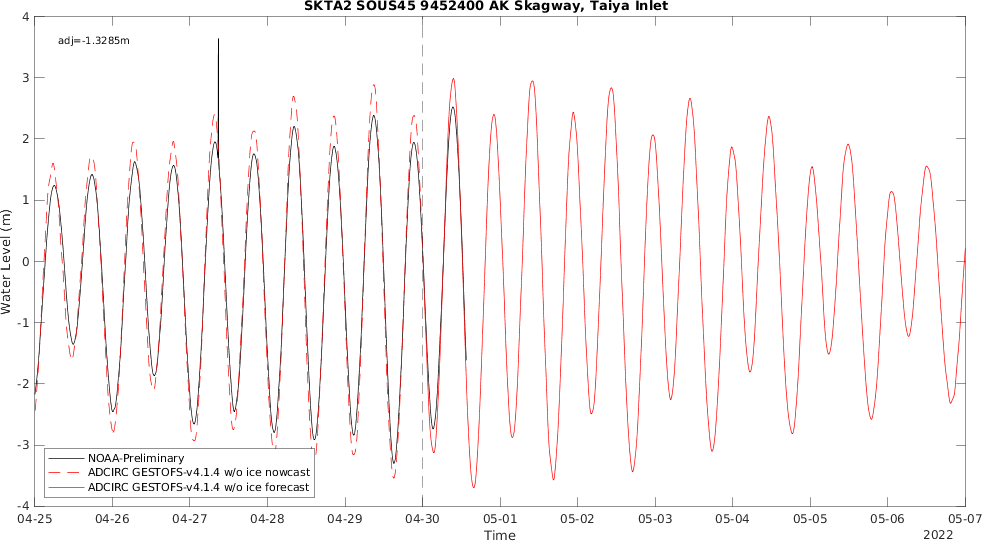 SKTA2 SOUS45 9452400 AK Skagway, Taiya Inlet
adj=-1.3285m
4
3
2
1
0
-1
-2
-3
-4
Water Level (m)
NOAA-Preliminary
ADCIRC GESTOFS-v4.1.4 w/o ice nowcast
ADCIRC GESTOFS-v4.1.4 w/o ice forecast
04-25 04-26 04-27 04-28 04-29 04-30 05-01 05-02 05-03 05-04 05-05 05-06 05-07
Time
2022